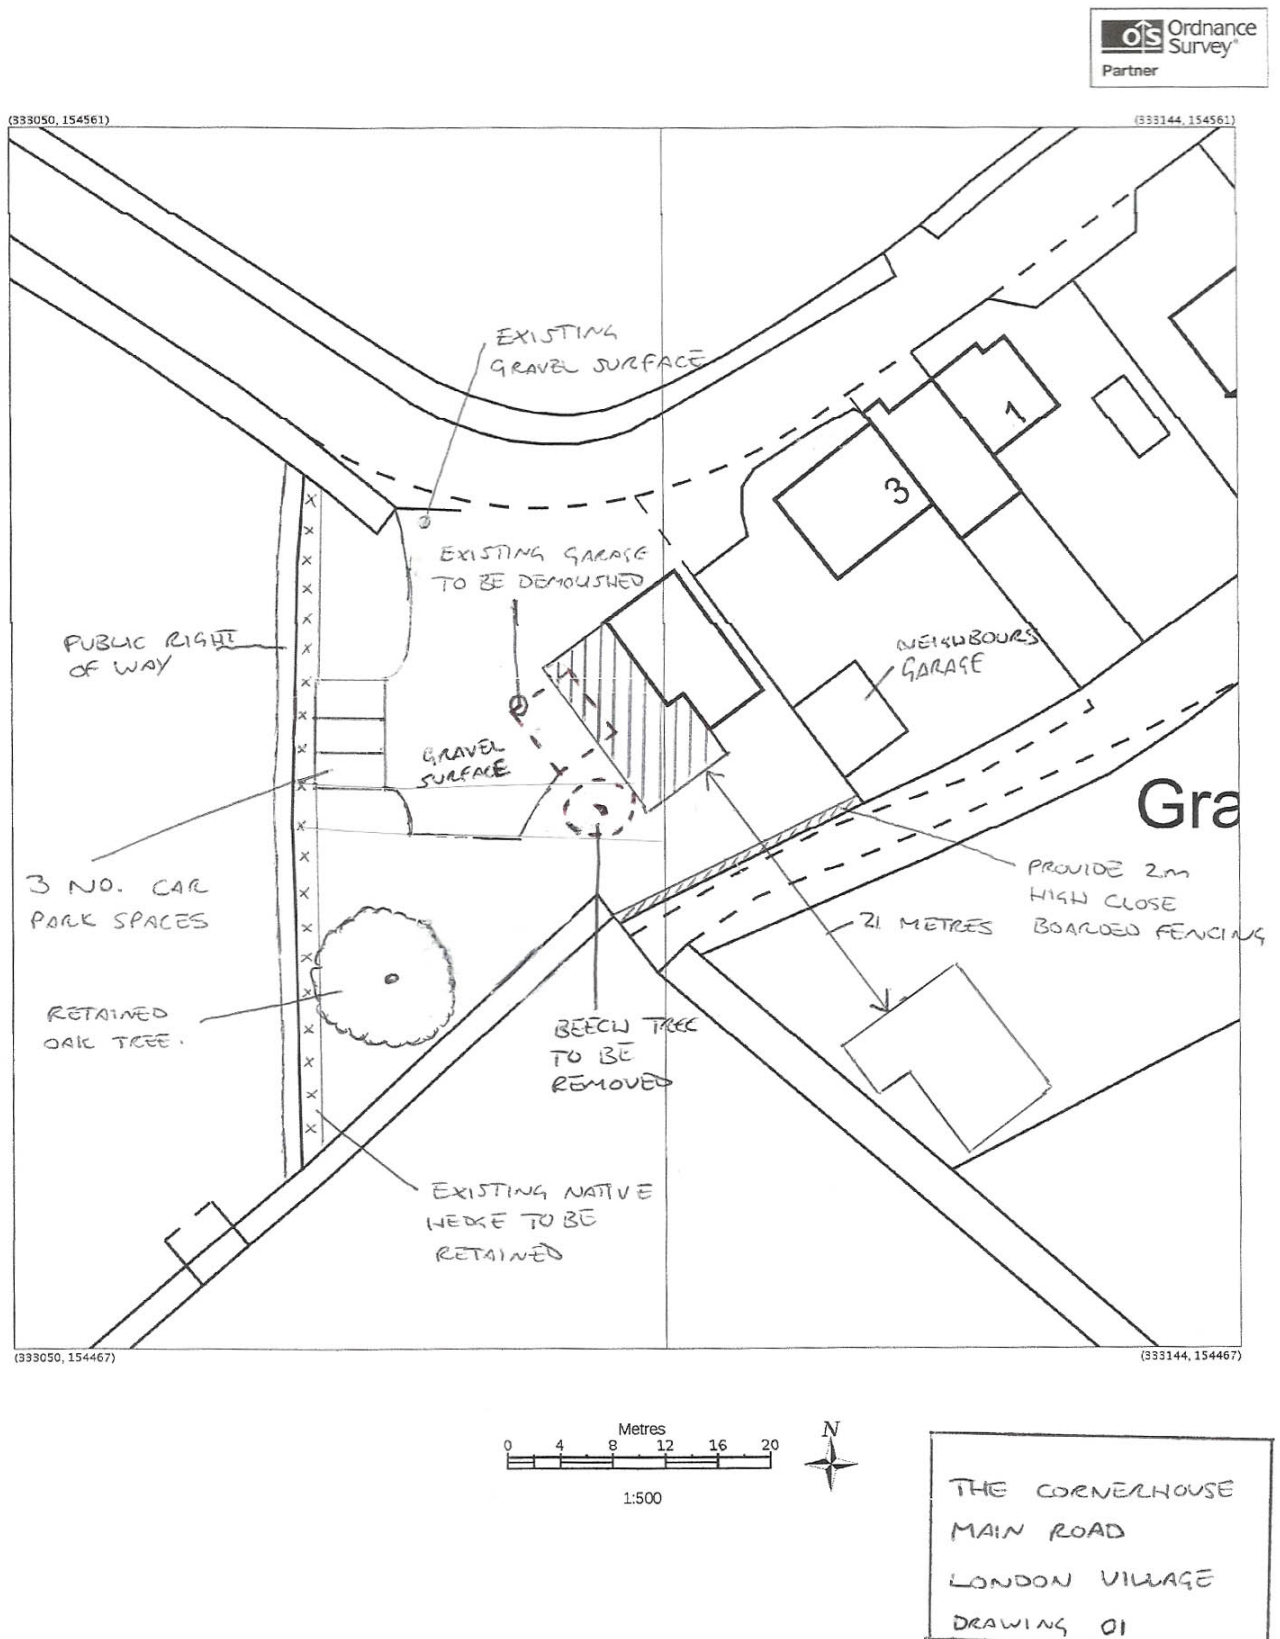 OS Ordnance
Survey®
Partner
(333050, 154561)
(333144, 154561)
EXISTING
GRAVEL SURFACE
1
3
EXISTING GARAGE
TO BE DEMOLISHED
PUBLIC RIGHT
OF WAY
NEIGHBOURS
GARAGE
GRAVEL
SURFACE
Gra
3 NO. CAR
PARK SPACES
PROVIDE 2m
HIGH CLOSE
BOARDED FENCING
21 METRES
RETAINED
OAK TREE.
BEECH TREE
TO BE
REMOVED
EXISTING NATIVE
HEDGE TO BE
RETAINED
(333050, 154467)
(333144, 154467)
Metres
0 4 8 12 16 20
1:500
N
THE CORNERHOUSE
MAIN ROAD
LONDON VILLAGE
DRAWING 01